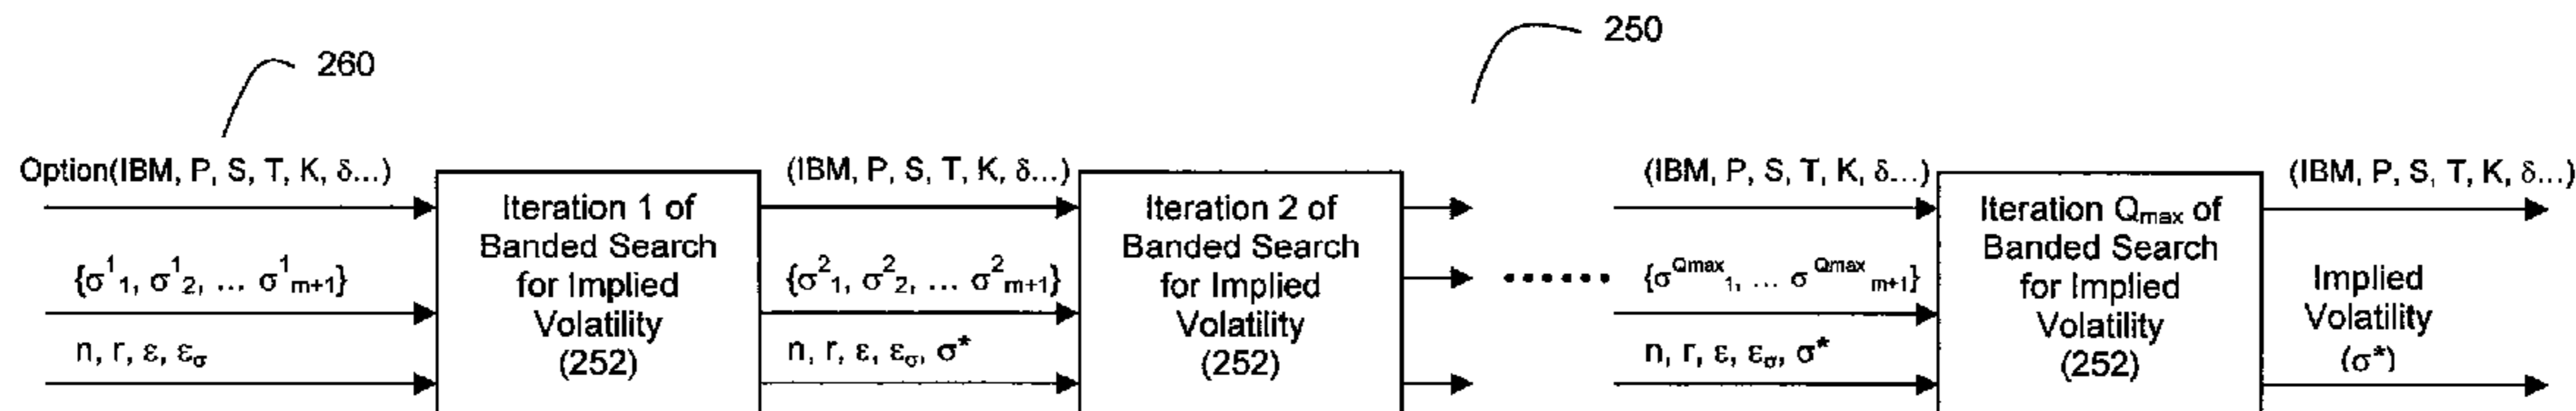 250
260
Option(IBM, P, S, T, K, δ...)
{σ¹₁, σ¹₂, ... σ¹ₘ₊₁}
n, r, ε, ε_σ
Iteration 1 of
Banded Search
for Implied
Volatility
(252)
(IBM, P, S, T, K, δ...)
{σ²₁, σ²₂, ... σ²ₘ₊₁}
n, r, ε, ε_σ, σ*
Iteration 2 of
Banded Search
for Implied
Volatility
(252)
......
(IBM, P, S, T, K, δ...)
{σ^Qmax₁, ... σ^Qmaxₘ₊₁}
n, r, ε, ε_σ, σ*
Iteration Qmax of
Banded Search
for Implied
Volatility
(252)
(IBM, P, S, T, K, δ...)
Implied
Volatility
(σ*)